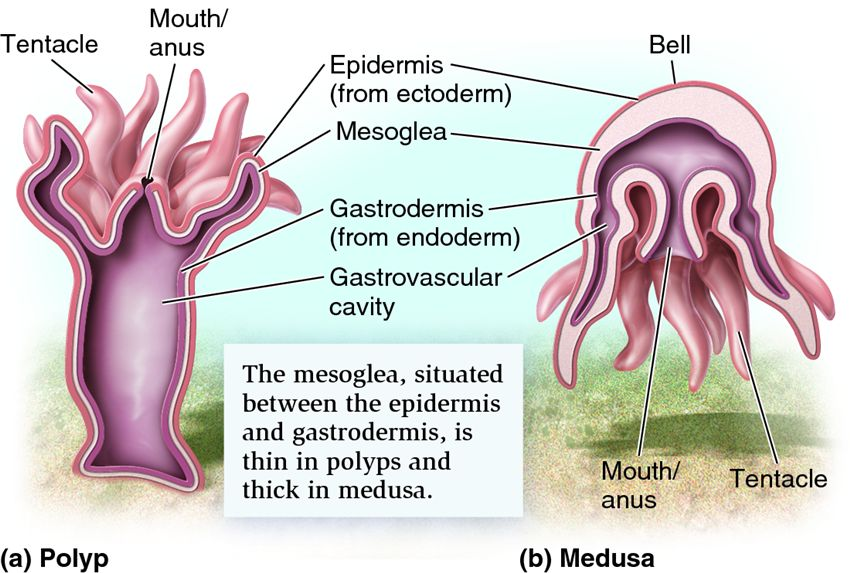 Tentacle
Mouth/
anus
Epidermis
(from ectoderm)
Mesoglea
Gastrodermis
(from endoderm)
Gastrovascular
cavity
Bell
The mesoglea, situated
between the epidermis
and gastrodermis, is
thin in polyps and
thick in medusa.
Mouth/
anus
Tentacle
(a) Polyp
(b) Medusa